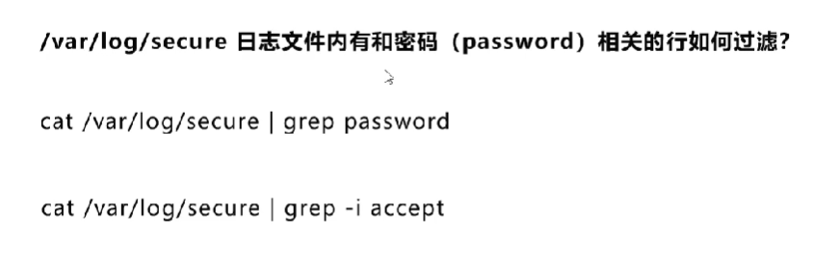 /var/log/secure 日志文件内有和密码（password）相关的行如何过滤？
cat /var/log/secure | grep password
cat /var/log/secure | grep -i accept